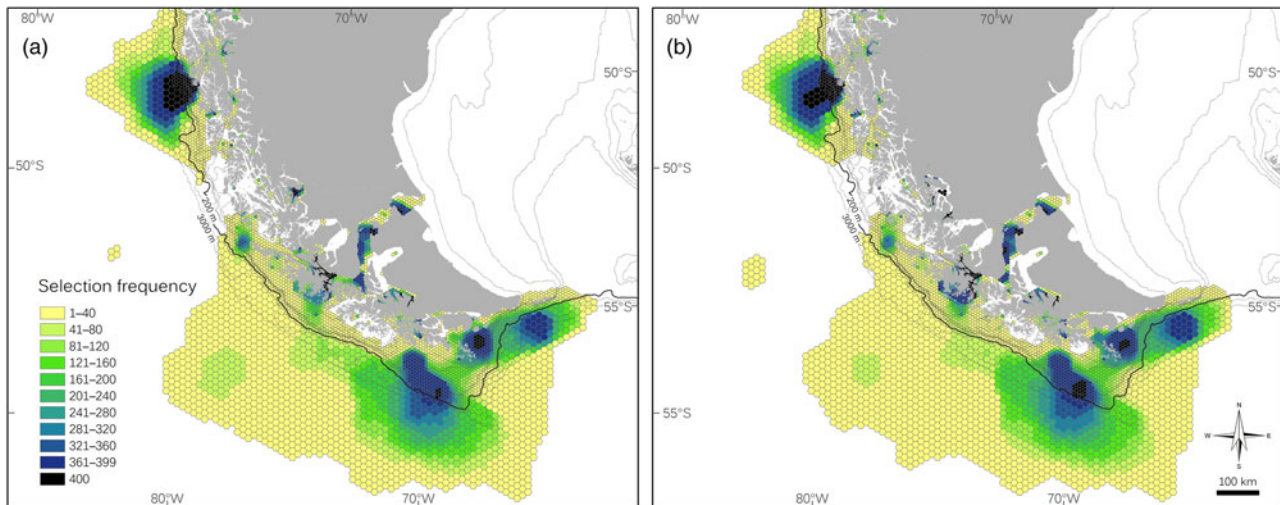 80°W 70°W
(a)
50°S
50°S
200 m
3000 m
Selection frequency
1–40
41–80
81–120
121–160
161–200
201–240
241–280
281–320
321–360
361–399
400
55°S
80°W 70°W
80°W 70°W
(b)
50°S
50°S
200 m
3000 m
55°S
55°S
N
W E
S
100 km
80°W 70°W